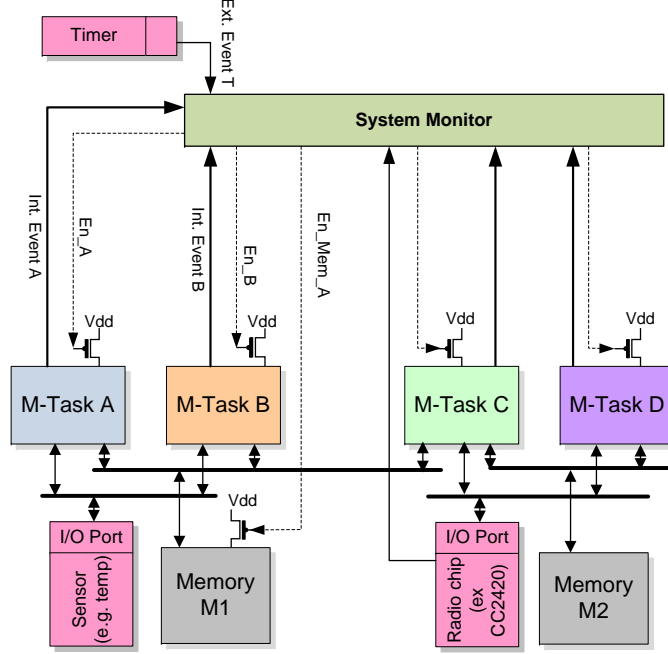 Timer
Ext. Event T
System Monitor
Int. Event A
En_A
Int. Event B
En_B
En_Mem_A
Vdd
Vdd
Vdd
Vdd
M-Task A
M-Task B
M-Task C
M-Task D
Vdd
I/O Port
Sensor
(e.g. temp)
Memory
M1
I/O Port
Radio chip
(ex
CC2420)
Memory
M2